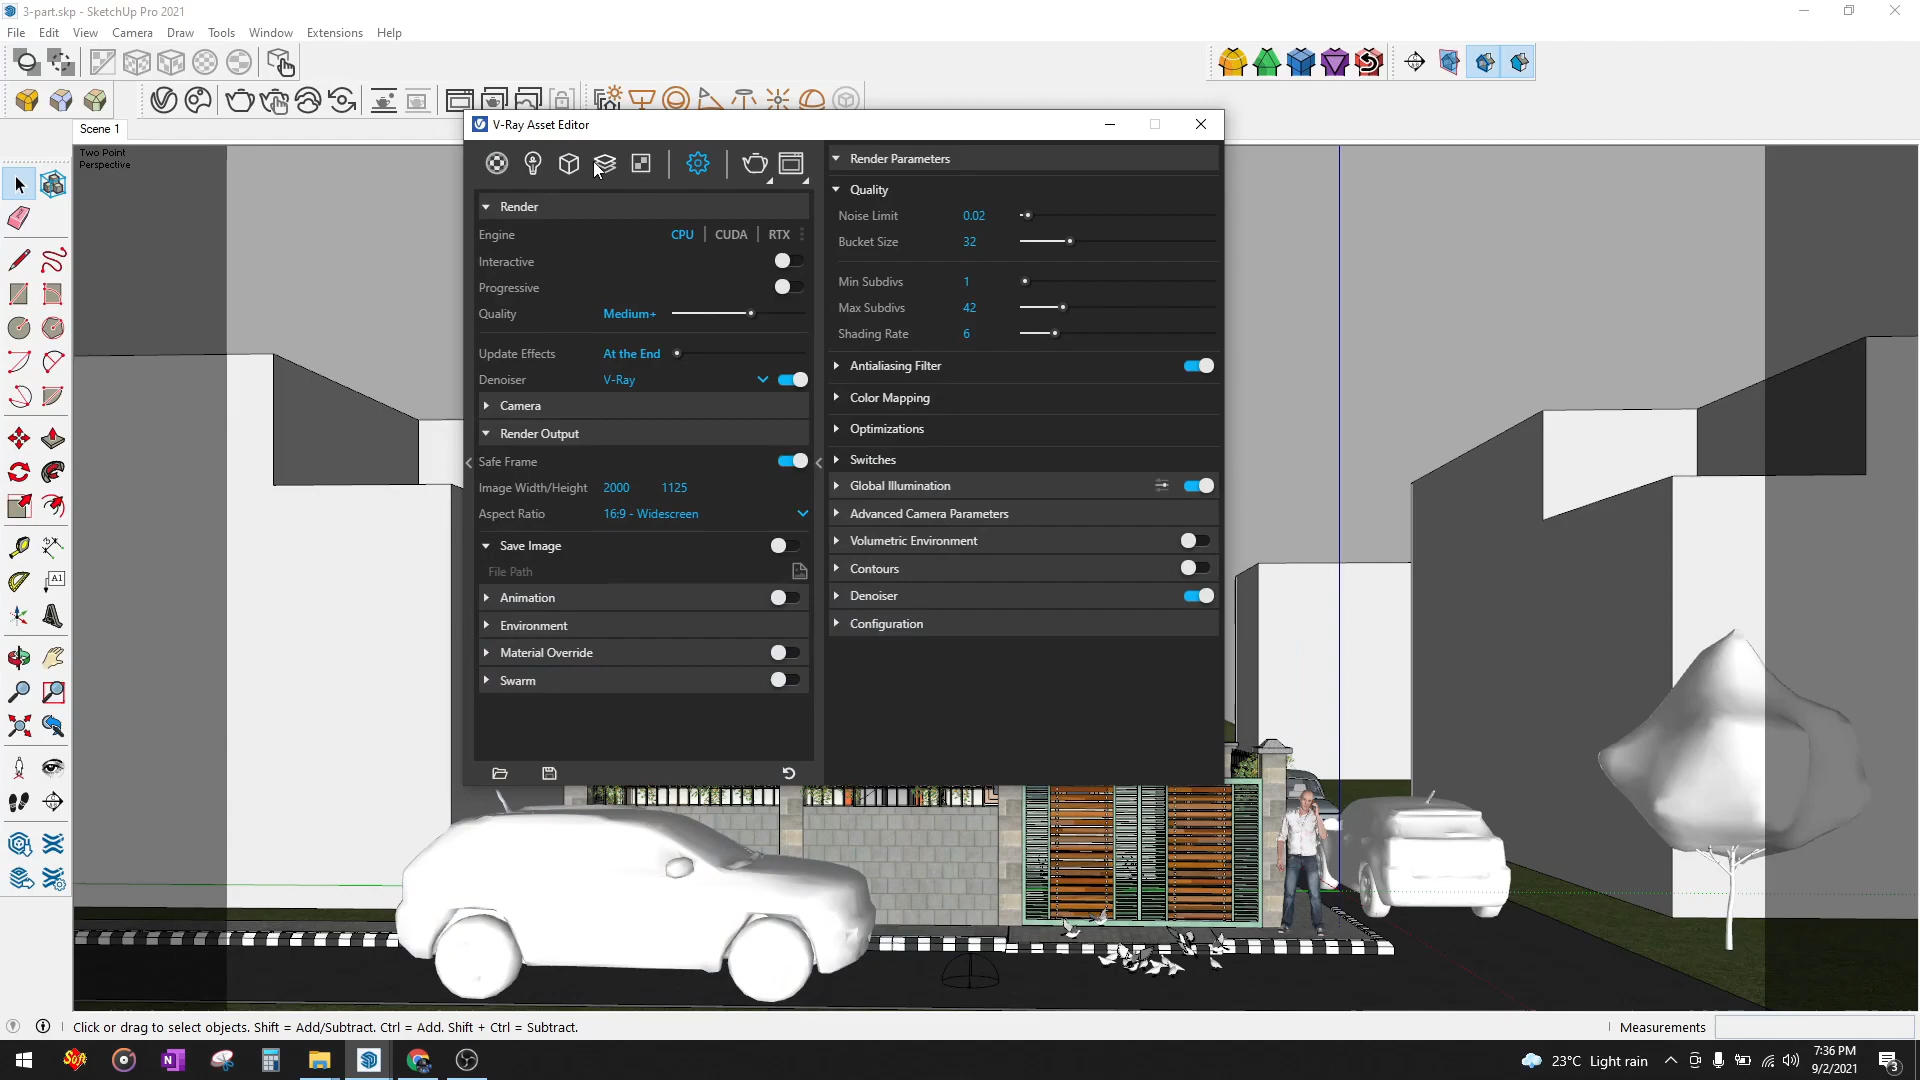 3-part.skp - SketchUp Pro 2021
File Edit View Camera Draw Tools Window Extensions Help
Scene 1
Two Point
Perspective
V-Ray Asset Editor
Render
Engine CPU CUDA RTX
Interactive
Progressive
Quality Medium+
Update Effects At the End
Denoiser V-Ray
Camera
Render Output
Safe Frame
Image Width/Height 2000 1125
Aspect Ratio 16:9 - Widescreen
Save Image
File Path
Animation
Environment
Material Override
Swarm
Render Parameters
Quality
Noise Limit 0.02
Bucket Size 32
Min Subdivs 1
Max Subdivs 42
Shading Rate 6
Antialiasing Filter
Color Mapping
Optimizations
Switches
Global Illumination
Advanced Camera Parameters
Volumetric Environment
Contours
Denoiser
Configuration
A1
Click or drag to select objects. Shift = Add/Subtract. Ctrl = Add. Shift + Ctrl = Subtract.
Measurements
23°C Light rain
7:36 PM
9/2/2021
3